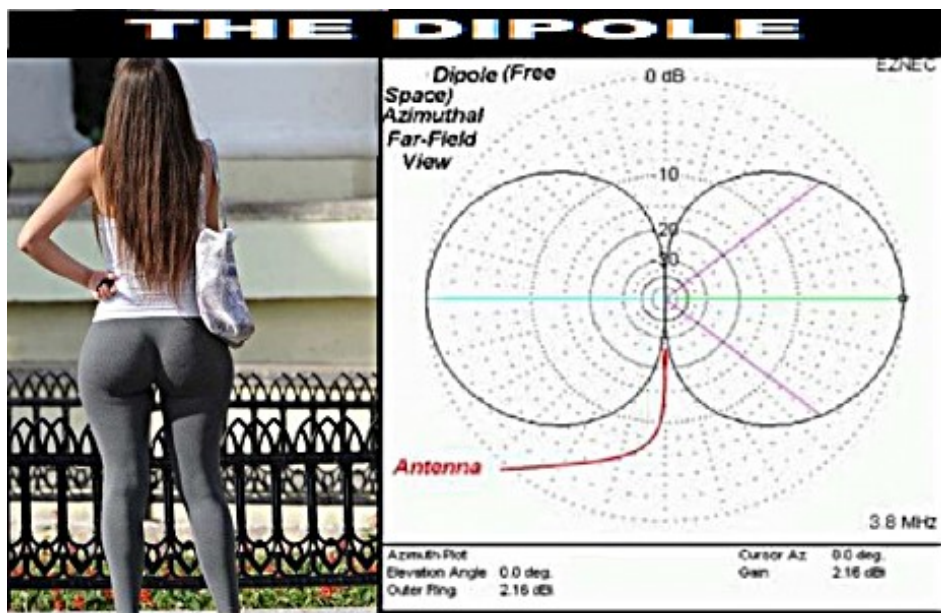 THE DIPOLE
EZNEC
Dipole (Free
Space)
Azimuthal
Far-Field
View
0 dB
10
20
30
Antenna
3.8 MHz
Azimuth Plot
Elevation Angle 0.0 deg.
Outer Ring 2.16 dBi
Cursor Az 0.0 deg.
Gain 2.16 dBi